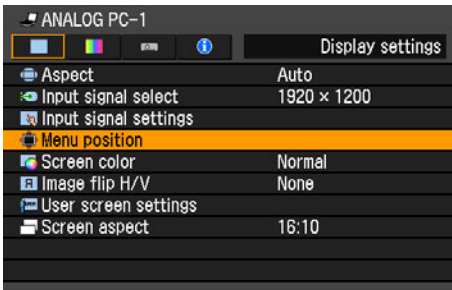 ANALOG PC-1
Display settings
Aspect Auto
Input signal select 1920 × 1200
Input signal settings
Menu position
Screen color Normal
Image flip H/V None
User screen settings
Screen aspect 16:10